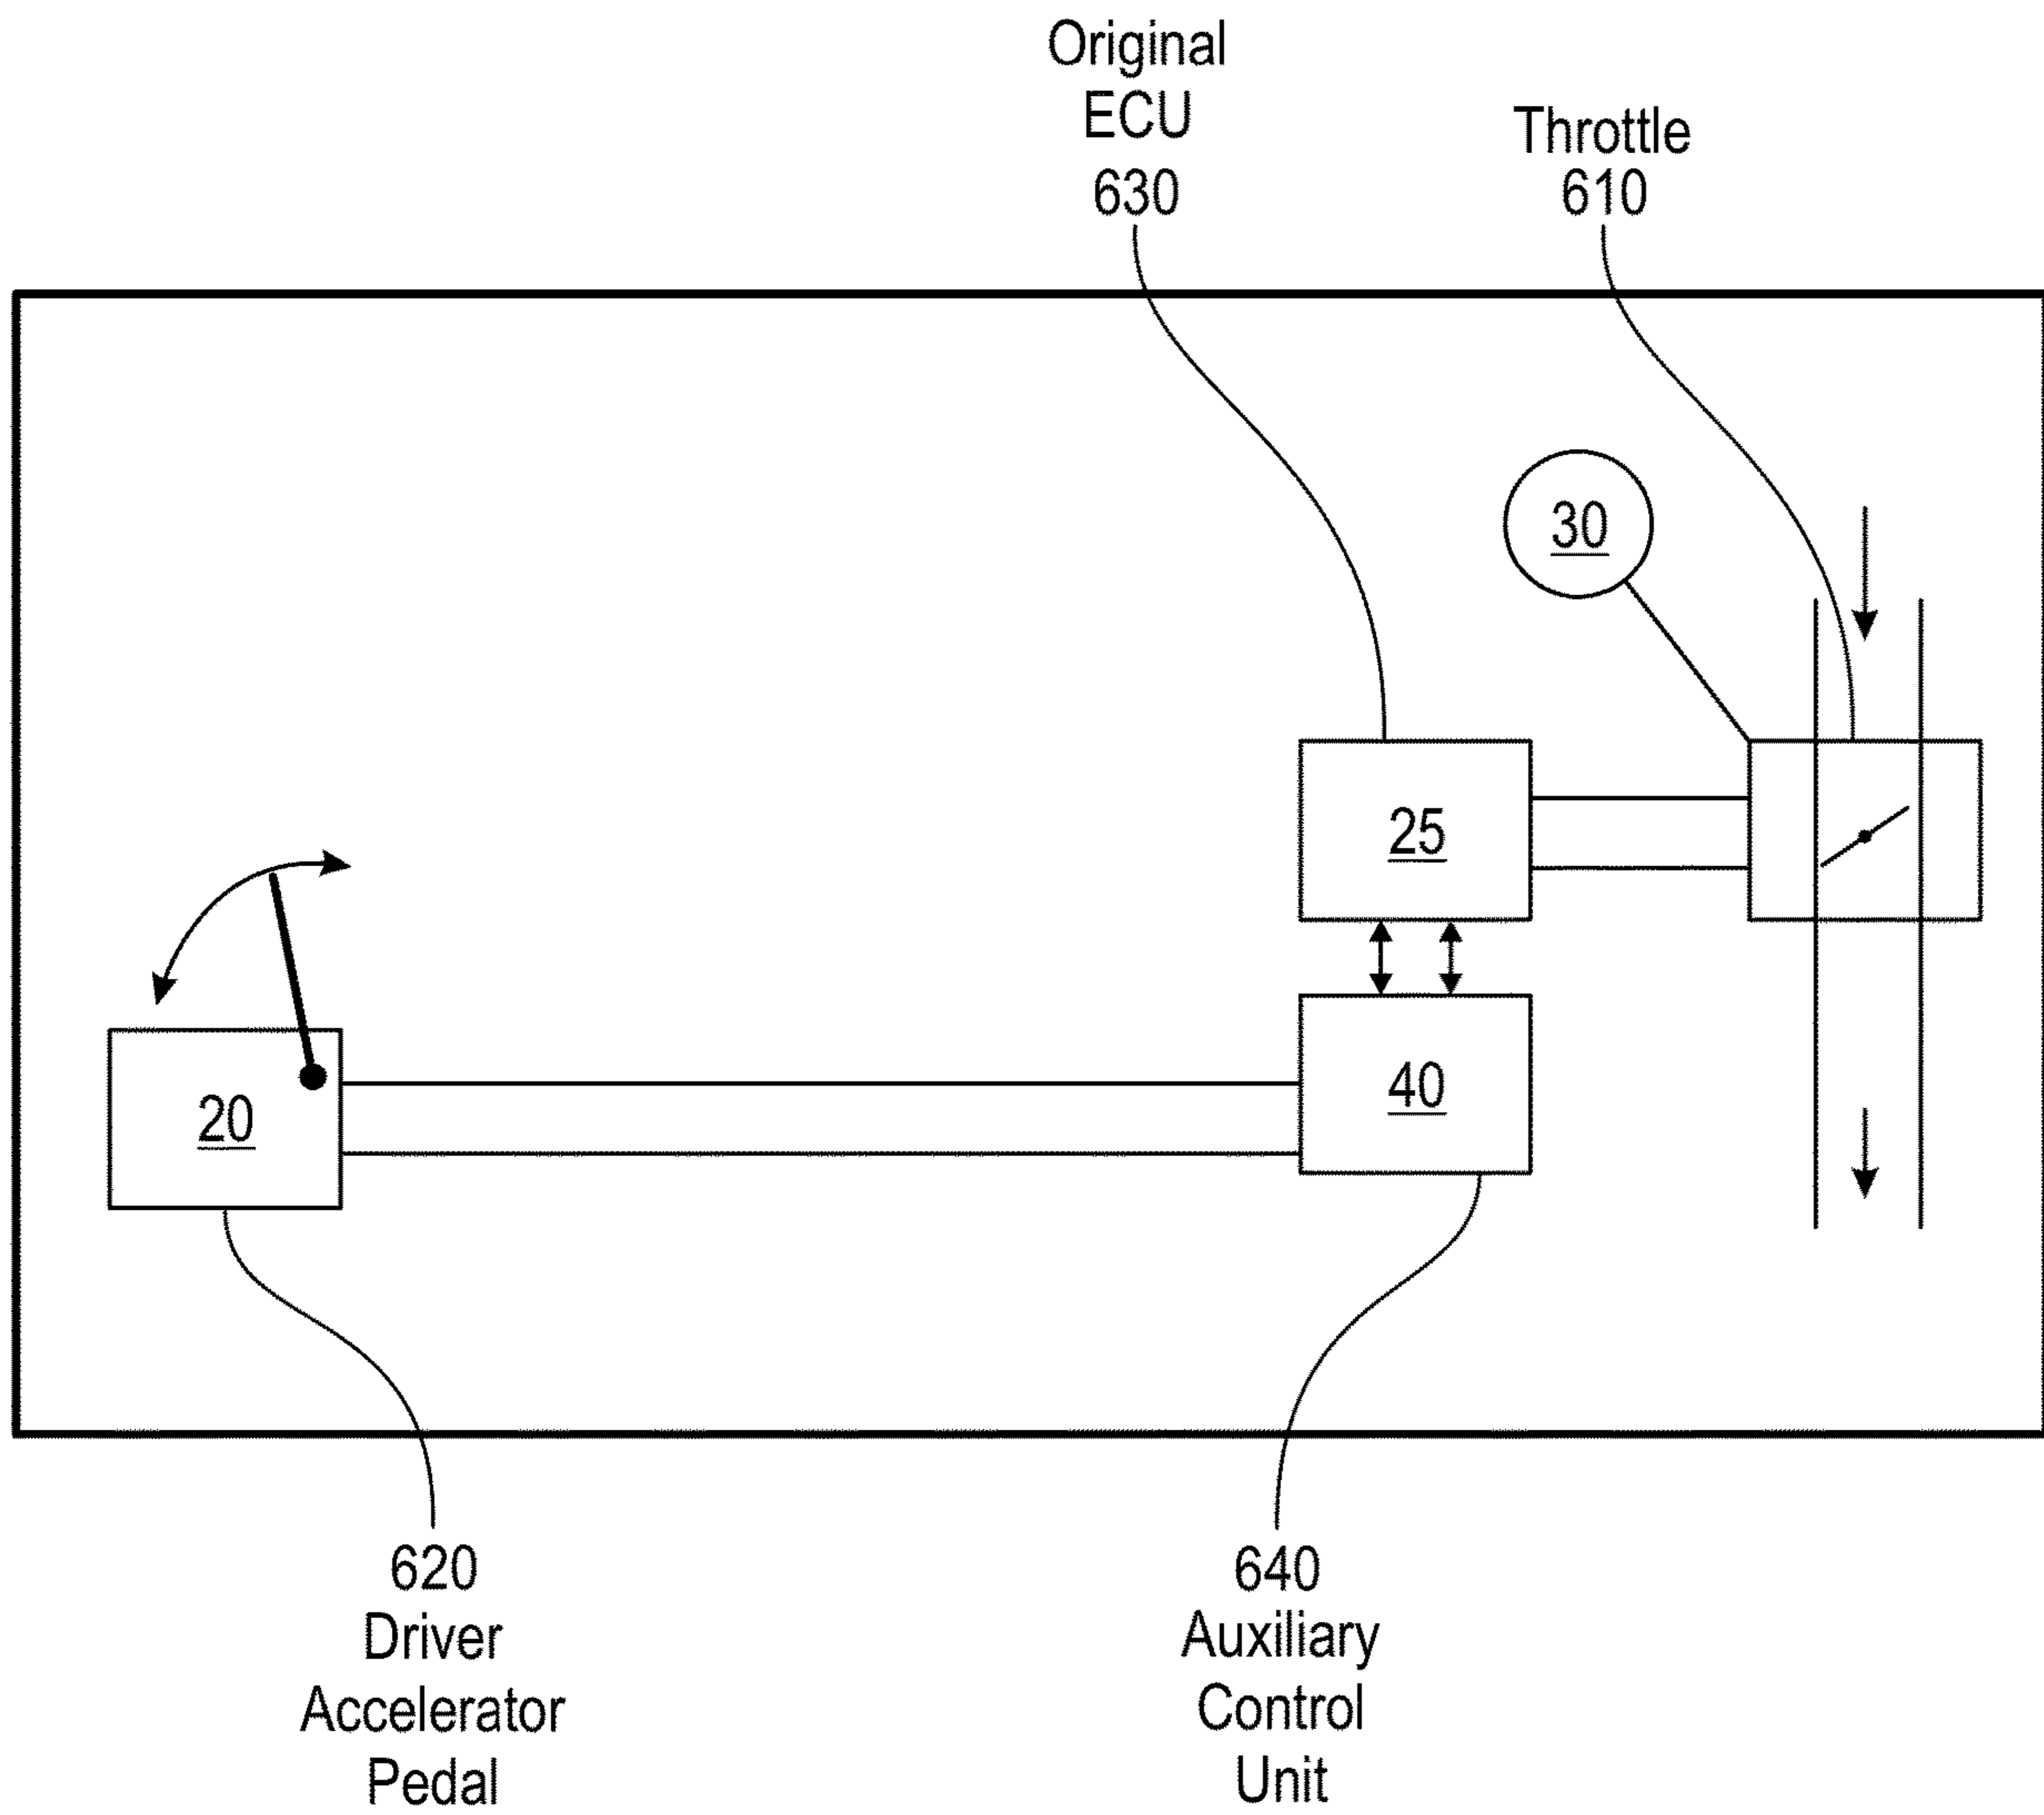 Original
ECU
630
Throttle
610
30
25
20
40
620
Driver
Accelerator
Pedal
640
Auxiliary
Control
Unit